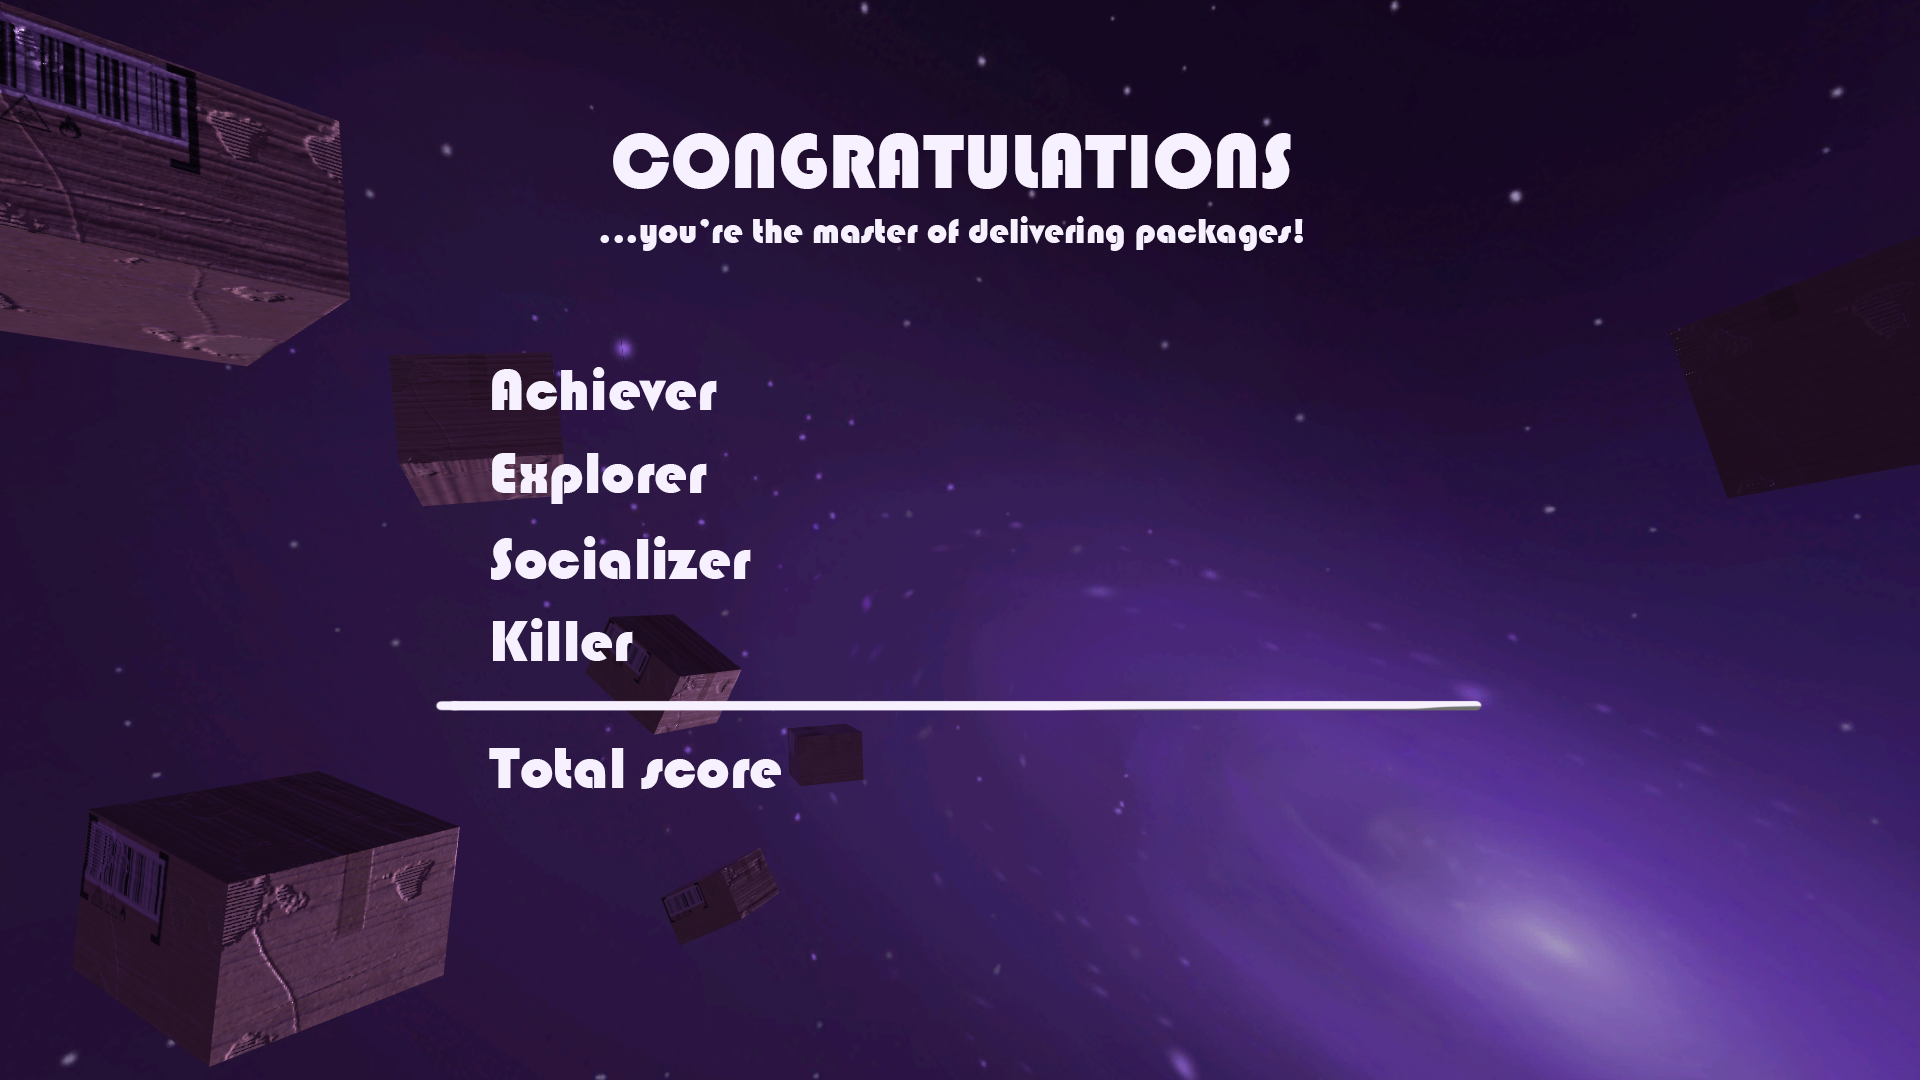 CONGRATULATIONS
...you're the master of delivering packages!
Achiever
Explorer
Socializer
Killer
Total score